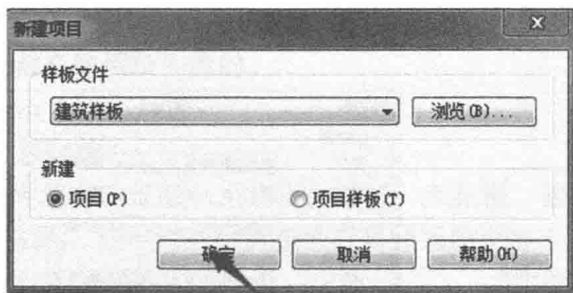 新建项目
样板文件
建筑样板 浏览(B)...
新建
项目(P) 项目样板(T)
确定 取消 帮助(H)